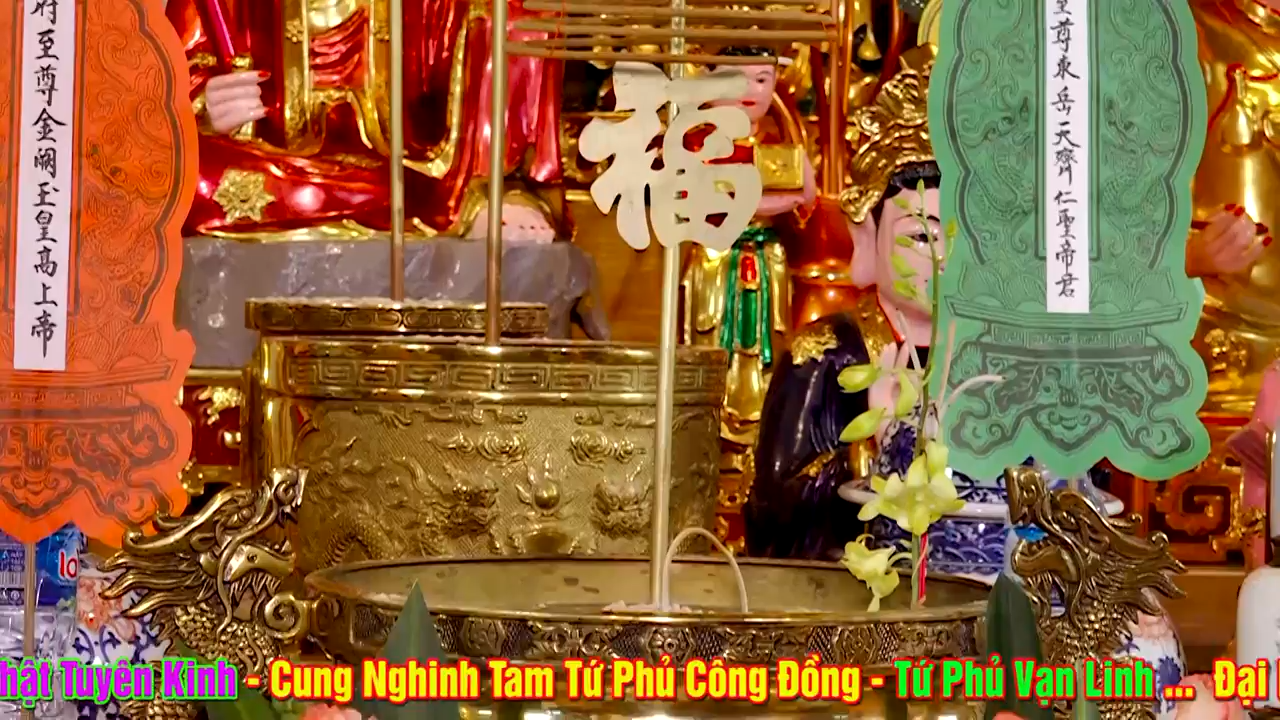 府至尊金阙玉皇高上帝
福
至尊東岳天齊仁聖帝君
la
hật Tuyên Kinh - Cung Nghinh Tam Tứ Phủ Công Đồng - Tứ Phủ Vạn Linh ... Đại